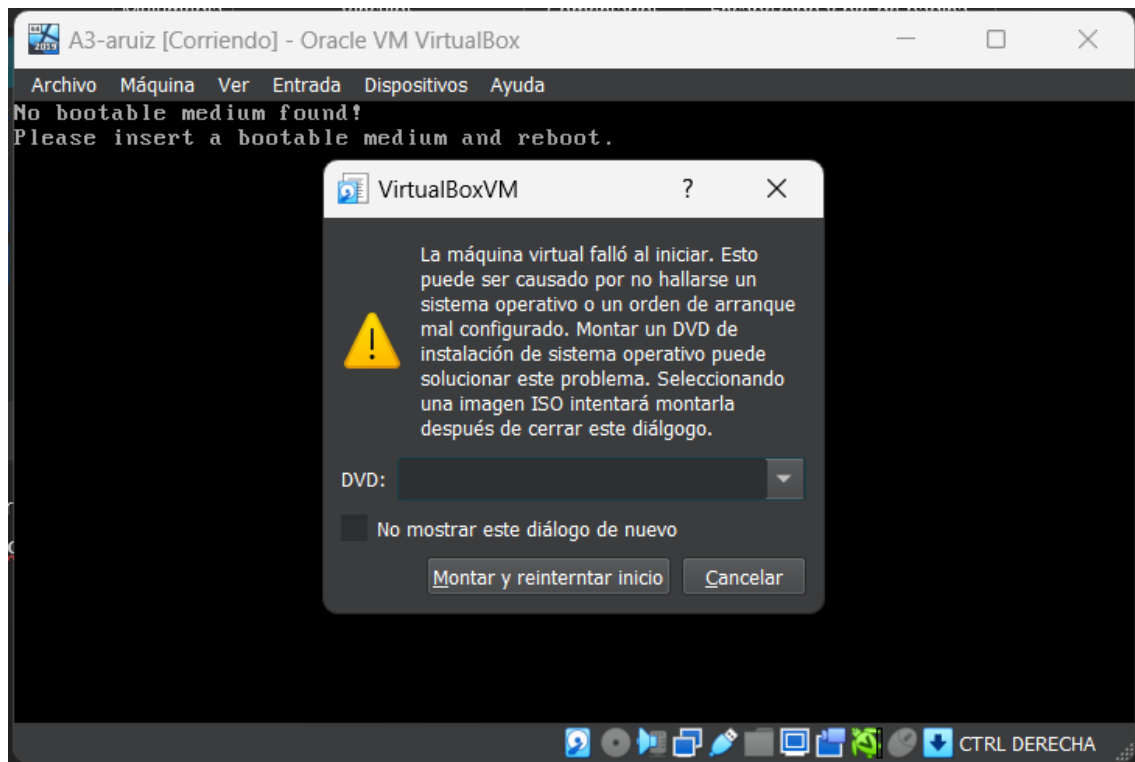 A3-aruiz [Corriendo] - Oracle VM VirtualBox
Archivo Máquina Ver Entrada Dispositivos Ayuda
No bootable medium found!
Please insert a bootable medium and reboot.
VirtualBoxVM ?
La máquina virtual falló al iniciar. Esto
puede ser causado por no hallarse un
sistema operativo o un orden de arranque
mal configurado. Montar un DVD de
instalación de sistema operativo puede
solucionar este problema. Seleccionando
una imagen ISO intentará montarla
después de cerrar este diálgogo.
DVD:
No mostrar este diálogo de nuevo
Montar y reinterntar inicio Cancelar
CTRL DERECHA